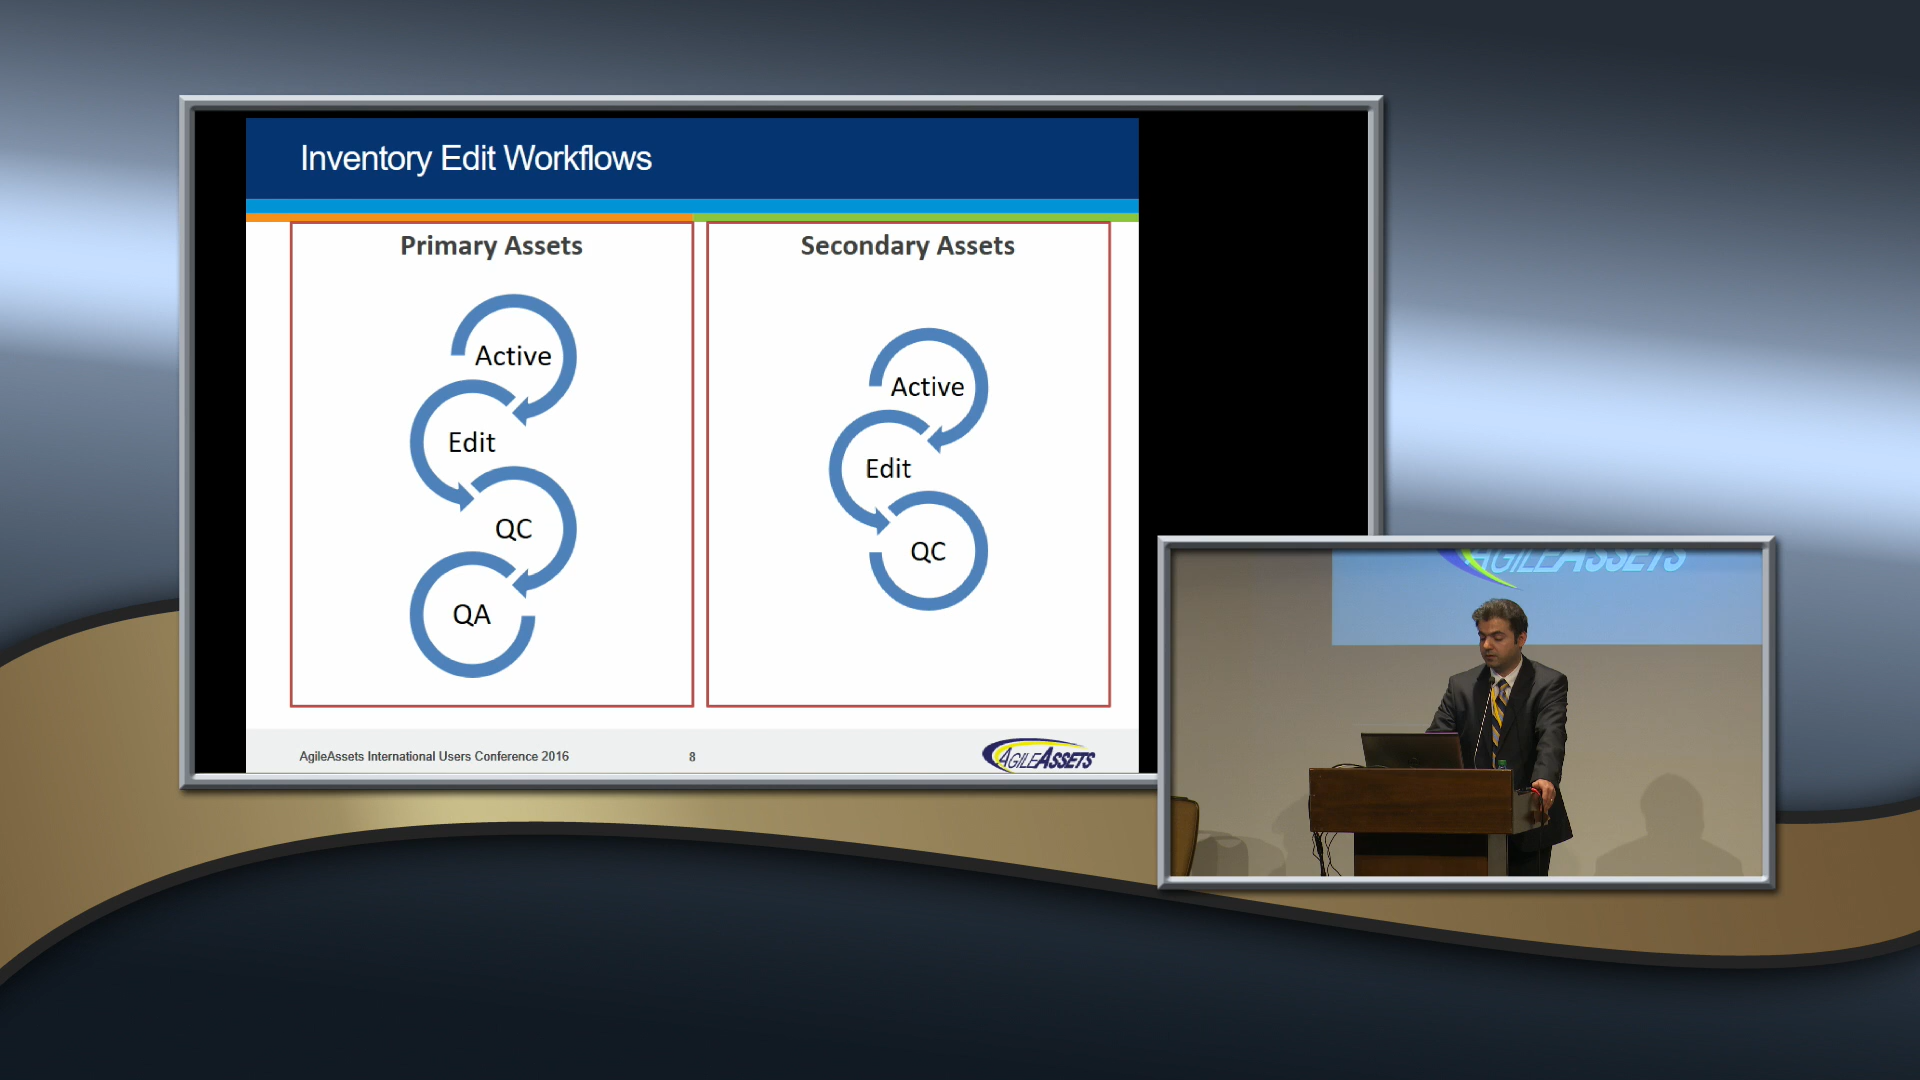 Inventory Edit Workflows
Primary Assets
Active
Edit
QC
QA
Secondary Assets
Active
Edit
QC
AgileAssets International Users Conference 2016
8
AGILEASSETS
AGILEASSETS